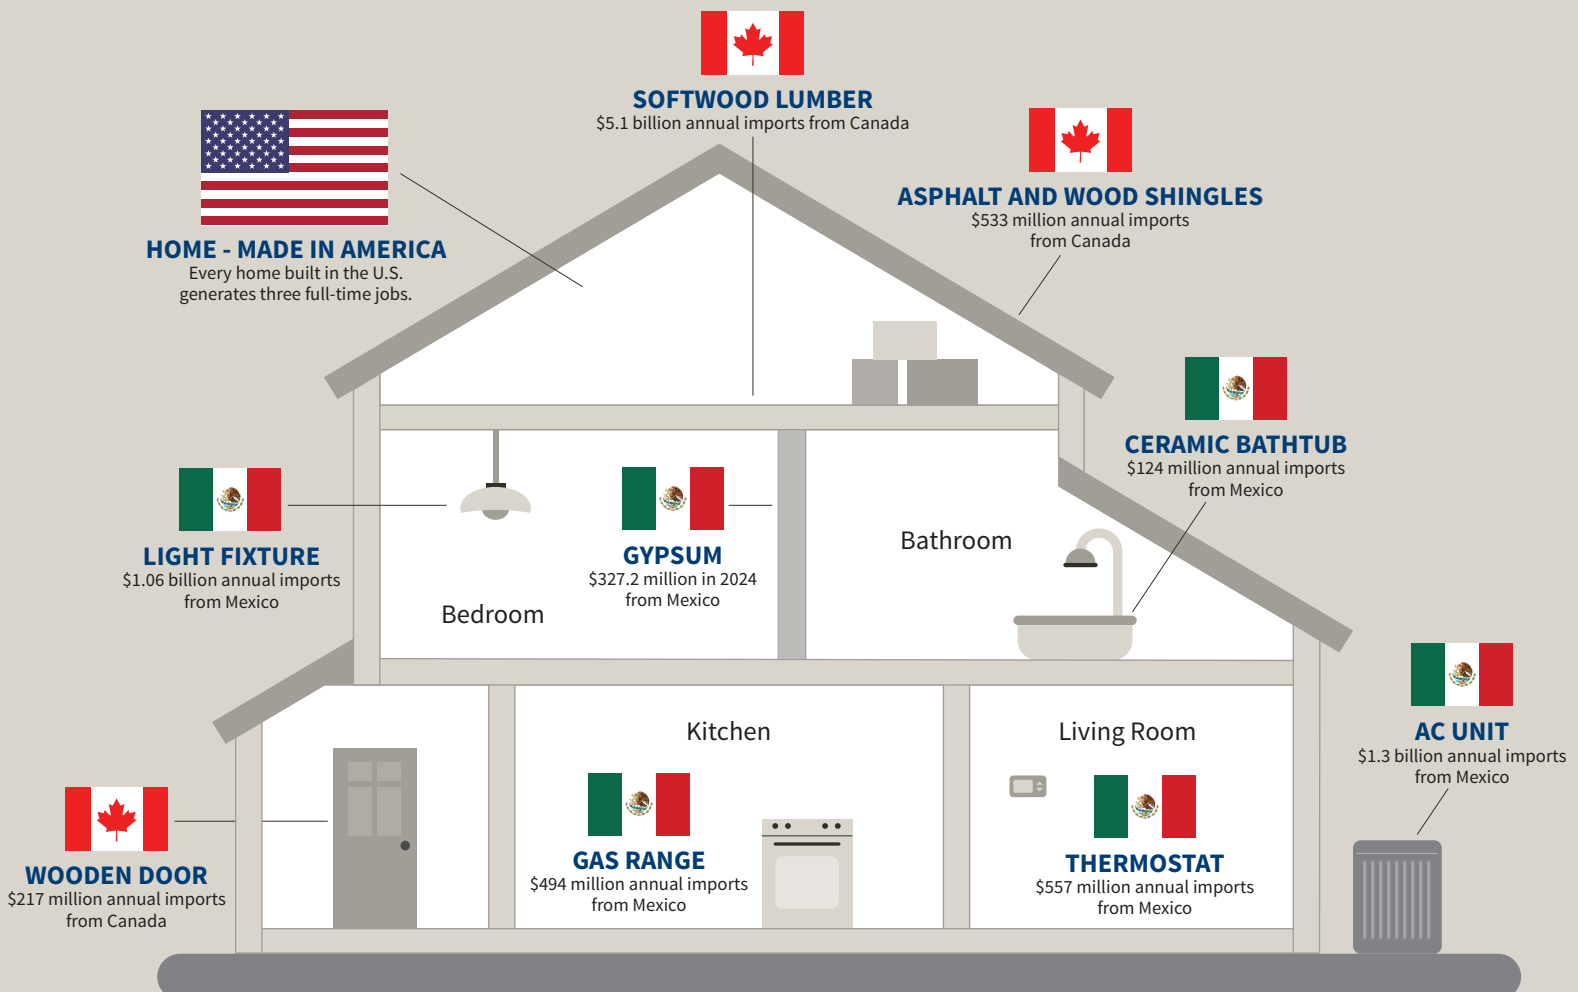 SOFTWOOD LUMBER
$5.1 billion annual imports from Canada
ASPHALT AND WOOD SHINGLES
$533 million annual imports
from Canada
HOME - MADE IN AMERICA
Every home built in the U.S.
generates three full-time jobs.
CERAMIC BATHTUB
$124 million annual imports
from Mexico
LIGHT FIXTURE
$1.06 billion annual imports
from Mexico
GYPSUM
$327.2 million in 2024
from Mexico
Bedroom
Bathroom
Kitchen
Living Room
AC UNIT
$1.3 billion annual imports
from Mexico
WOODEN DOOR
$217 million annual imports
from Canada
GAS RANGE
$494 million annual imports
from Mexico
THERMOSTAT
$557 million annual imports
from Mexico